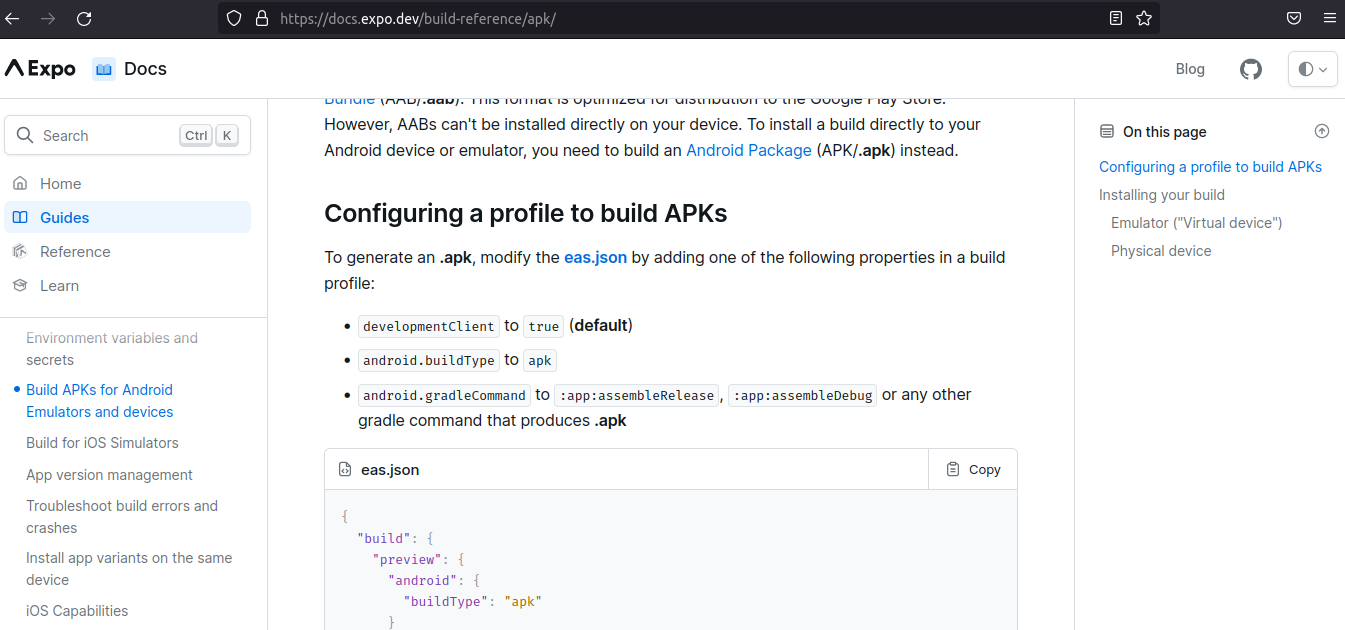 https://docs.expo.dev/build-reference/apk/
Expo Docs
Blog
Search Ctrl K
Home
Guides
Reference
Learn
Environment variables and
secrets
Build APKs for Android
Emulators and devices
Build for iOS Simulators
App version management
Troubleshoot build errors and
crashes
Install app variants on the same
device
iOS Capabilities
Bundle (AAB/.aab). This format is optimized for distribution to the Google Play Store.
However, AABs can't be installed directly on your device. To install a build directly to your
Android device or emulator, you need to build an Android Package (APK/.apk) instead.
Configuring a profile to build APKs
To generate an .apk, modify the eas.json by adding one of the following properties in a build
profile:
• developmentClient to true (default)
• android.buildType to apk
• android.gradleCommand to :app:assembleRelease, :app:assembleDebug or any other
gradle command that produces .apk
eas.json
Copy
{
"build": {
"preview": {
"android": {
"buildType": "apk"
}
On this page
Configuring a profile to build APKs
Installing your build
Emulator ("Virtual device")
Physical device